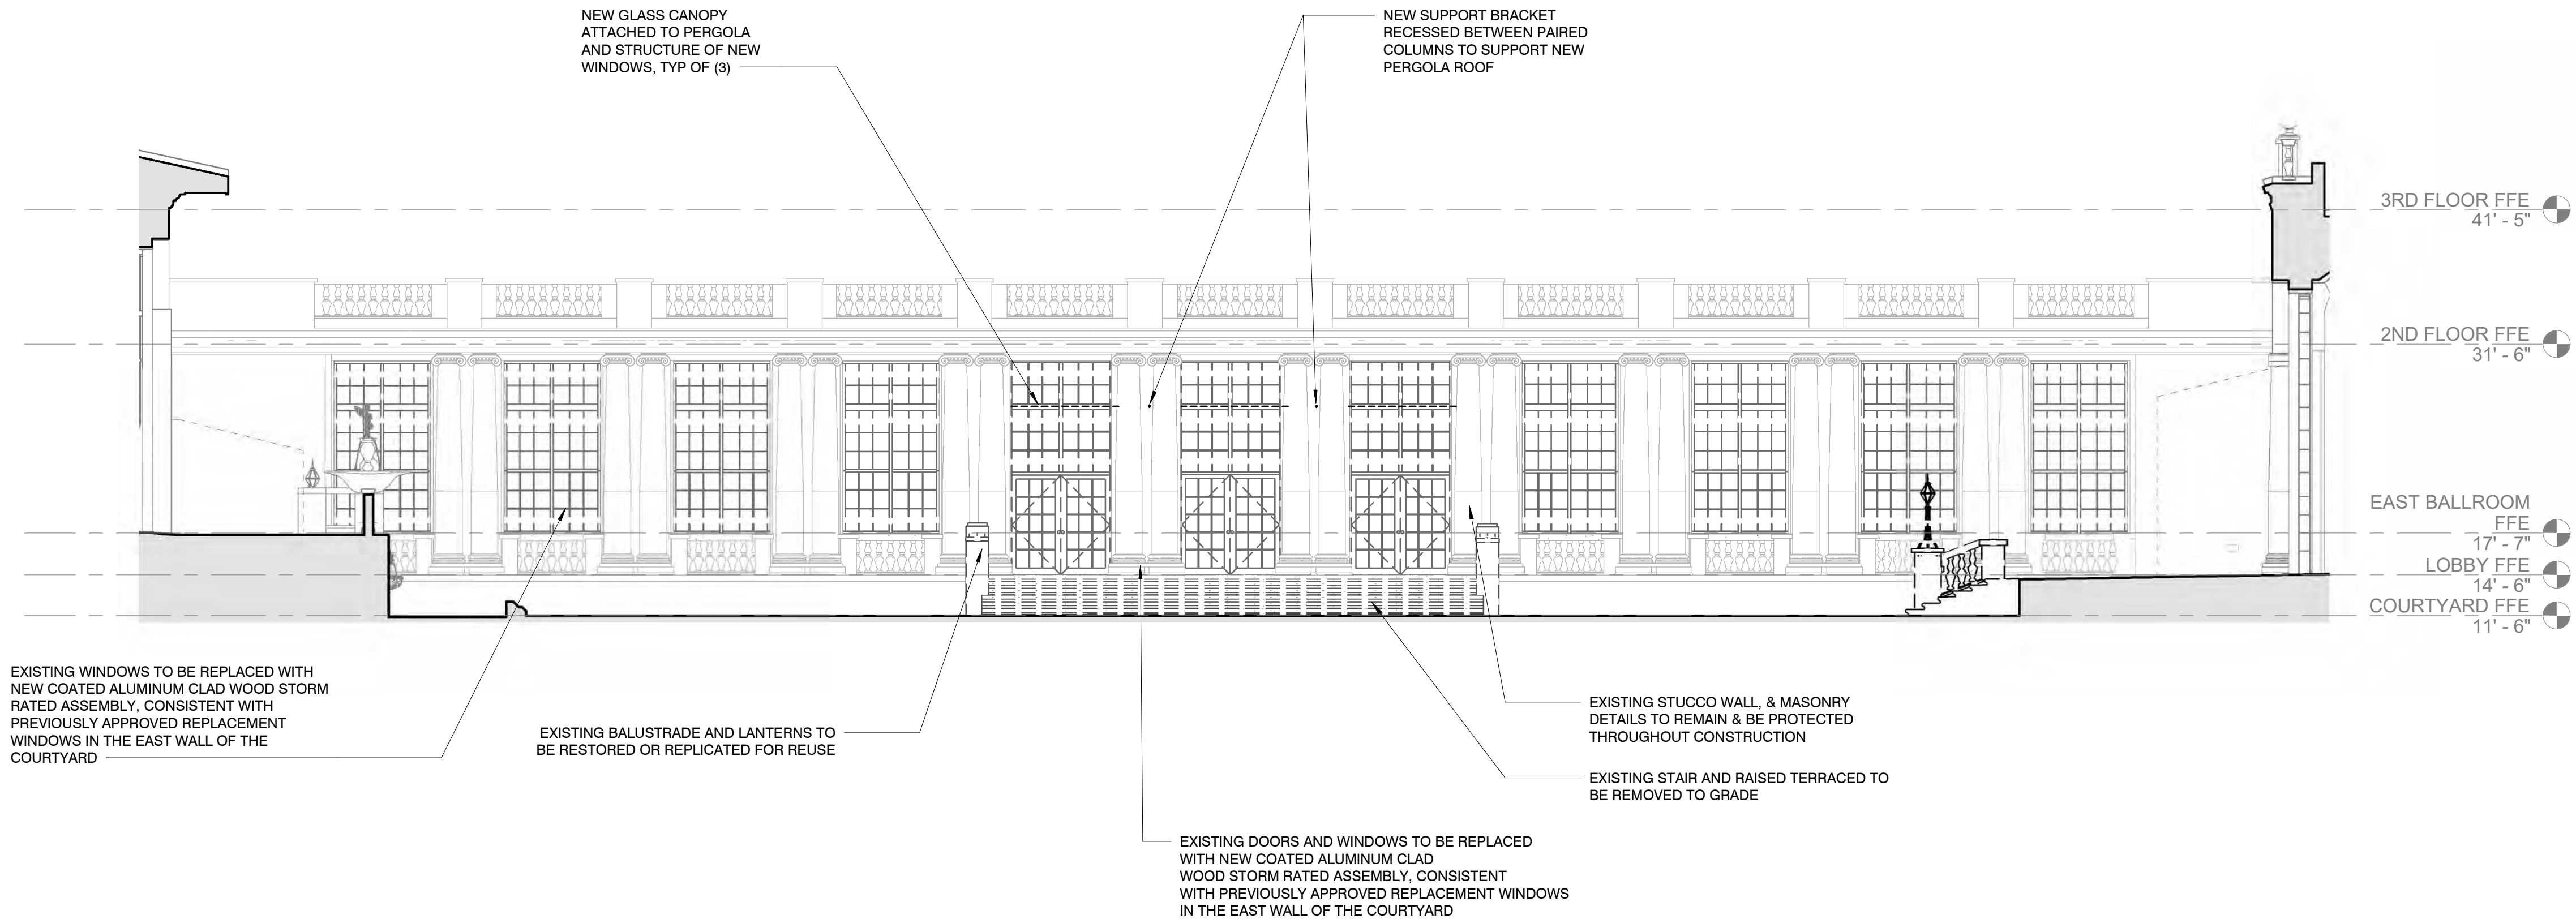 NEW GLASS CANOPY
ATTACHED TO PERGOLA
AND STRUCTURE OF NEW
WINDOWS, TYP OF (3)
NEW SUPPORT BRACKET
RECESSED BETWEEN PAIRED
COLUMNS TO SUPPORT NEW
PERGOLA ROOF
3RD FLOOR FFE
41' - 5"
2ND FLOOR FFE
31' - 6"
EAST BALLROOM
FFE
17' - 7"
LOBBY FFE
14' - 6"
COURTYARD FFE
11' - 6"
EXISTING WINDOWS TO BE REPLACED WITH
NEW COATED ALUMINUM CLAD WOOD STORM
RATED ASSEMBLY, CONSISTENT WITH
PREVIOUSLY APPROVED REPLACEMENT
WINDOWS IN THE EAST WALL OF THE
COURTYARD
EXISTING BALUSTRADE AND LANTERNS TO
BE RESTORED OR REPLICATED FOR REUSE
EXISTING STUCCO WALL, & MASONRY
DETAILS TO REMAIN & BE PROTECTED
THROUGHOUT CONSTRUCTION
EXISTING STAIR AND RAISED TERRACED TO
BE REMOVED TO GRADE
EXISTING DOORS AND WINDOWS TO BE REPLACED
WITH NEW COATED ALUMINUM CLAD
WOOD STORM RATED ASSEMBLY, CONSISTENT
WITH PREVIOUSLY APPROVED REPLACEMENT WINDOWS
IN THE EAST WALL OF THE COURTYARD